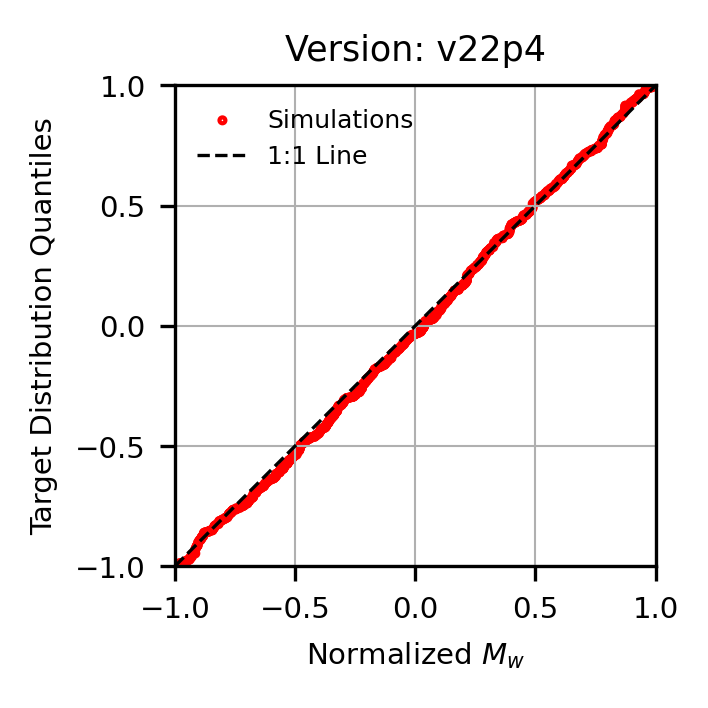 Version: v22p4
Target Distribution Quantiles
1.0
0.5
0.0
−0.5
−1.0
Simulations
1:1 Line
−1.0 −0.5 0.0 0.5 1.0
Normalized M_w